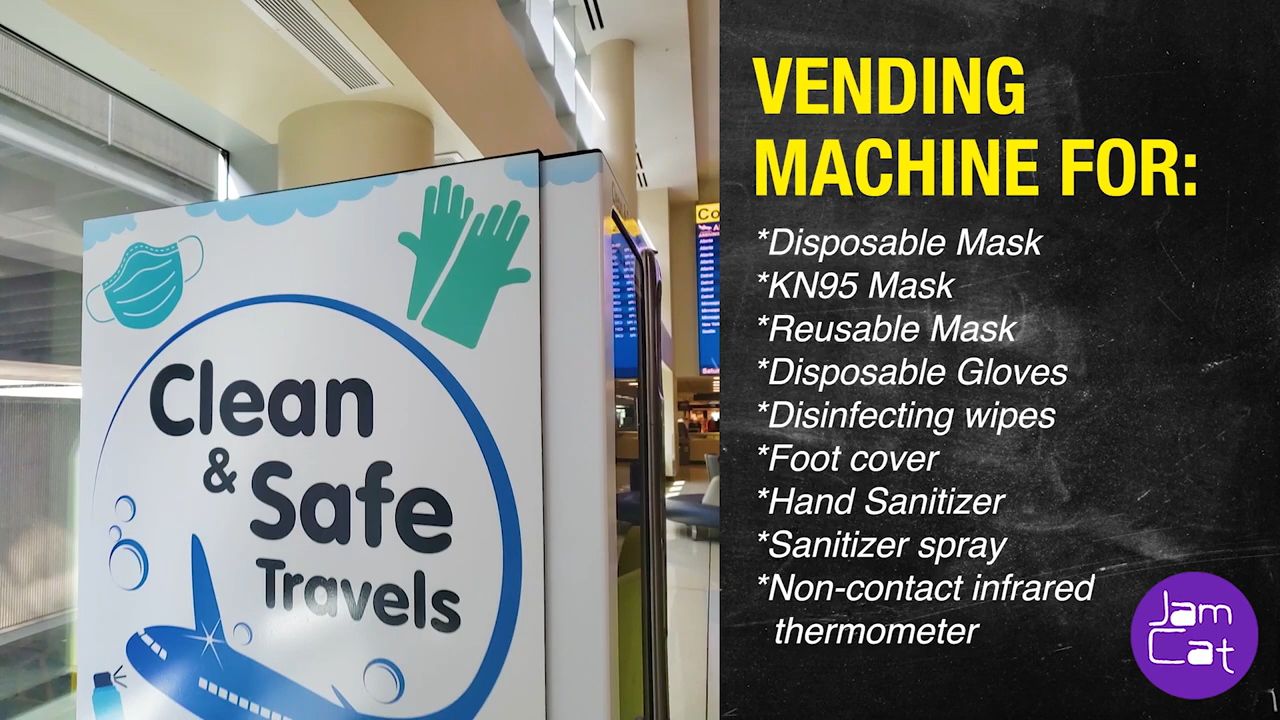 Clean
& Safe
Travels
Co
VENDING
MACHINE FOR:
*Disposable Mask
*KN95 Mask
*Reusable Mask
*Disposable Gloves
*Disinfecting wipes
*Foot cover
*Hand Sanitizer
*Sanitizer spray
*Non-contact infrared
thermometer
Jam
Cat